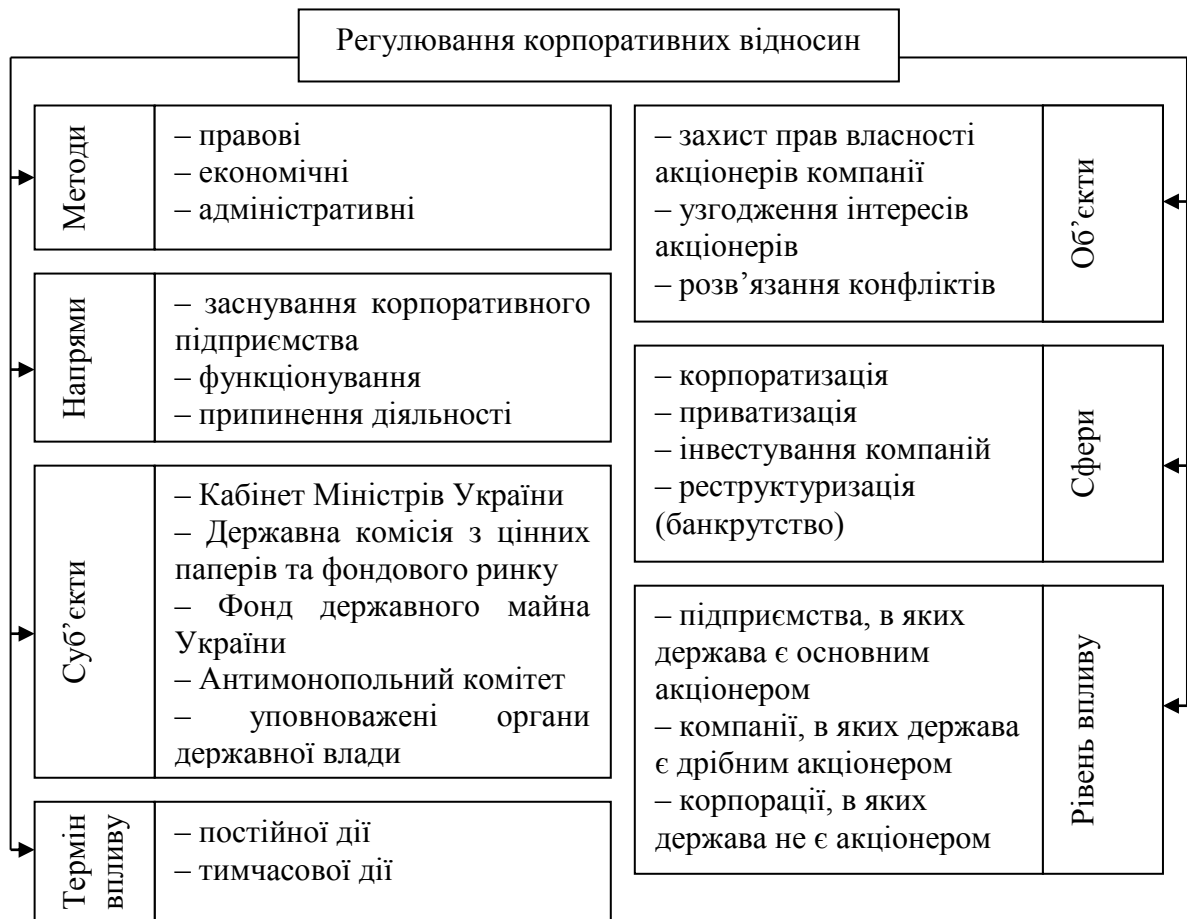 Регулювання корпоративних відносин
Методи
– правові
– економічні
– адміністративні
Напрями
– заснування корпоративного
підприємства
– функціонування
– припинення діяльності
Суб’єкти
– Кабінет Міністрів України
– Державна комісія з цінних
паперів та фондового ринку
– Фонд державного майна
України
– Антимонопольний комітет
– уповноважені органи
державної влади
Термін
впливу
– постійної дії
– тимчасової дії
– захист прав власності
акціонерів компанії
– узгодження інтересів
акціонерів
– розв’язання конфліктів
Об’єкти
– корпоратизація
– приватизація
– інвестування компаній
– реструктуризація
(банкрутство)
Сфери
– підприємства, в яких
держава є основним
акціонером
– компанії, в яких держава
є дрібним акціонером
– корпорації, в яких
держава не є акціонером
Рівень впливу